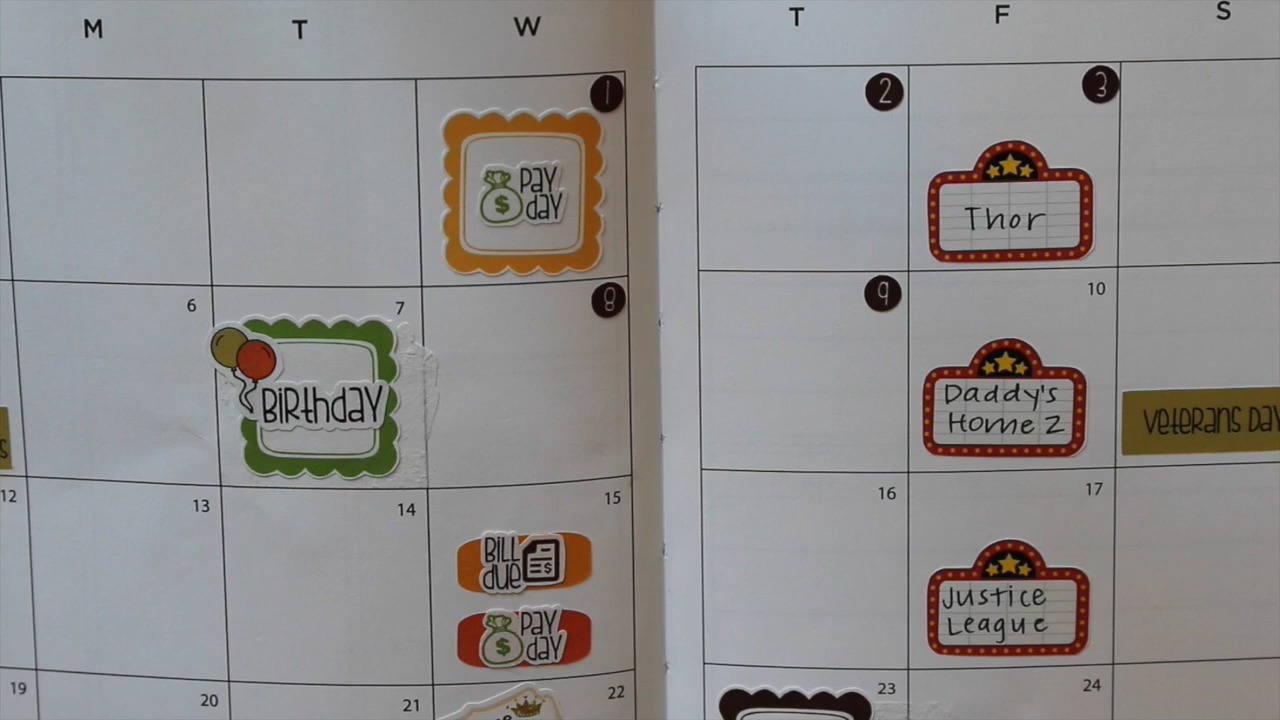 M T W T F S
1 2 3
PAY
DAY
Thor
6 7 8 9 10
BIRTHDAY
Daddy's
Home 2
VETERANS DAY
12 13 14 15 16 17
BILL
DUE
$
PAY
DAY
$
Justice
League
19 20 21 22 23 24